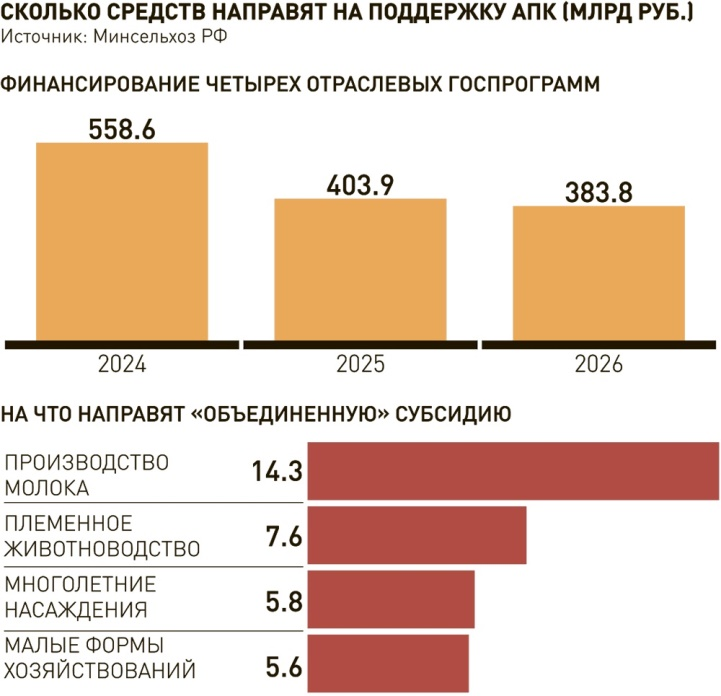 СКОЛЬКО СРЕДСТВ НАПРАВЯТ НА ПОДДЕРЖКУ АПК (МЛРД РУБ.)
Источник: Минсельхоз РФ
ФИНАНСИРОВАНИЕ ЧЕТЫРЕХ ОТРАСЛЕВЫХ ГОСПРОГРАММ
558.6
403.9
383.8
2024
2025
2026
НА ЧТО НАПРАВЯТ «ОБЪЕДИНЕННУЮ» СУБСИДИЮ
ПРОИЗВОДСТВО
МОЛОКА
14.3
ПЛЕМЕННОЕ
ЖИВОТНОВОДСТВО
7.6
МНОГОЛЕТНИЕ
НАСАЖДЕНИЯ
5.8
МАЛЫЕ ФОРМЫ
ХОЗЯЙСТВОВАНИЙ
5.6